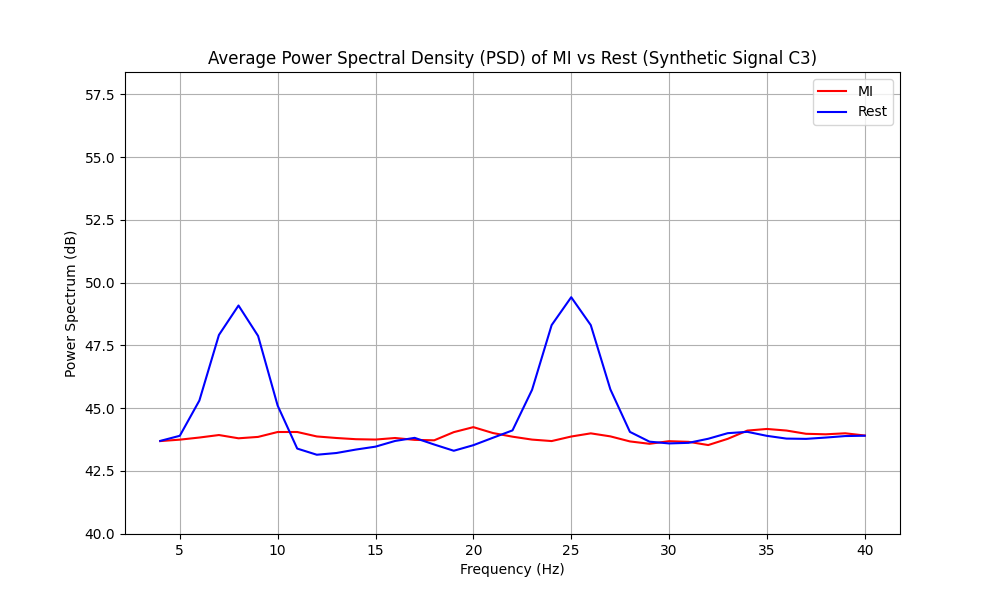 Average Power Spectral Density (PSD) of MI vs Rest (Synthetic Signal C3)
MI
Rest
Power Spectrum (dB)
57.5
55.0
52.5
50.0
47.5
45.0
42.5
40.0
5 10 15 20 25 30 35 40
Frequency (Hz)